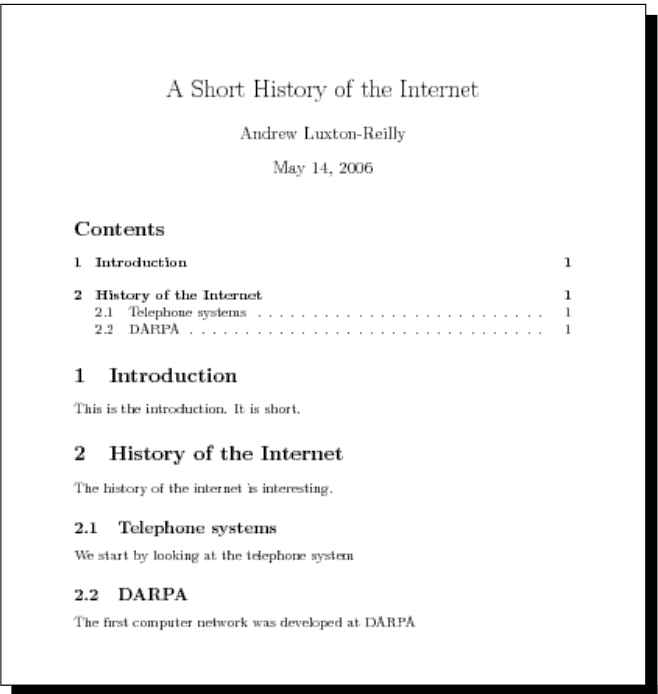 A Short History of the Internet
Andrew Luxton-Reilly
May 14, 2006
Contents
1 Introduction 1
2 History of the Internet 1
2.1 Telephone systems . . . . . . . . . . . . . . . . . . . . . . . . . . 1
2.2 DARPA . . . . . . . . . . . . . . . . . . . . . . . . . . . . . . . . 1
1 Introduction
This is the introduction. It is short.
2 History of the Internet
The history of the internet is interesting.
2.1 Telephone systems
We start by looking at the telephone system
2.2 DARPA
The first computer network was developed at DARPA